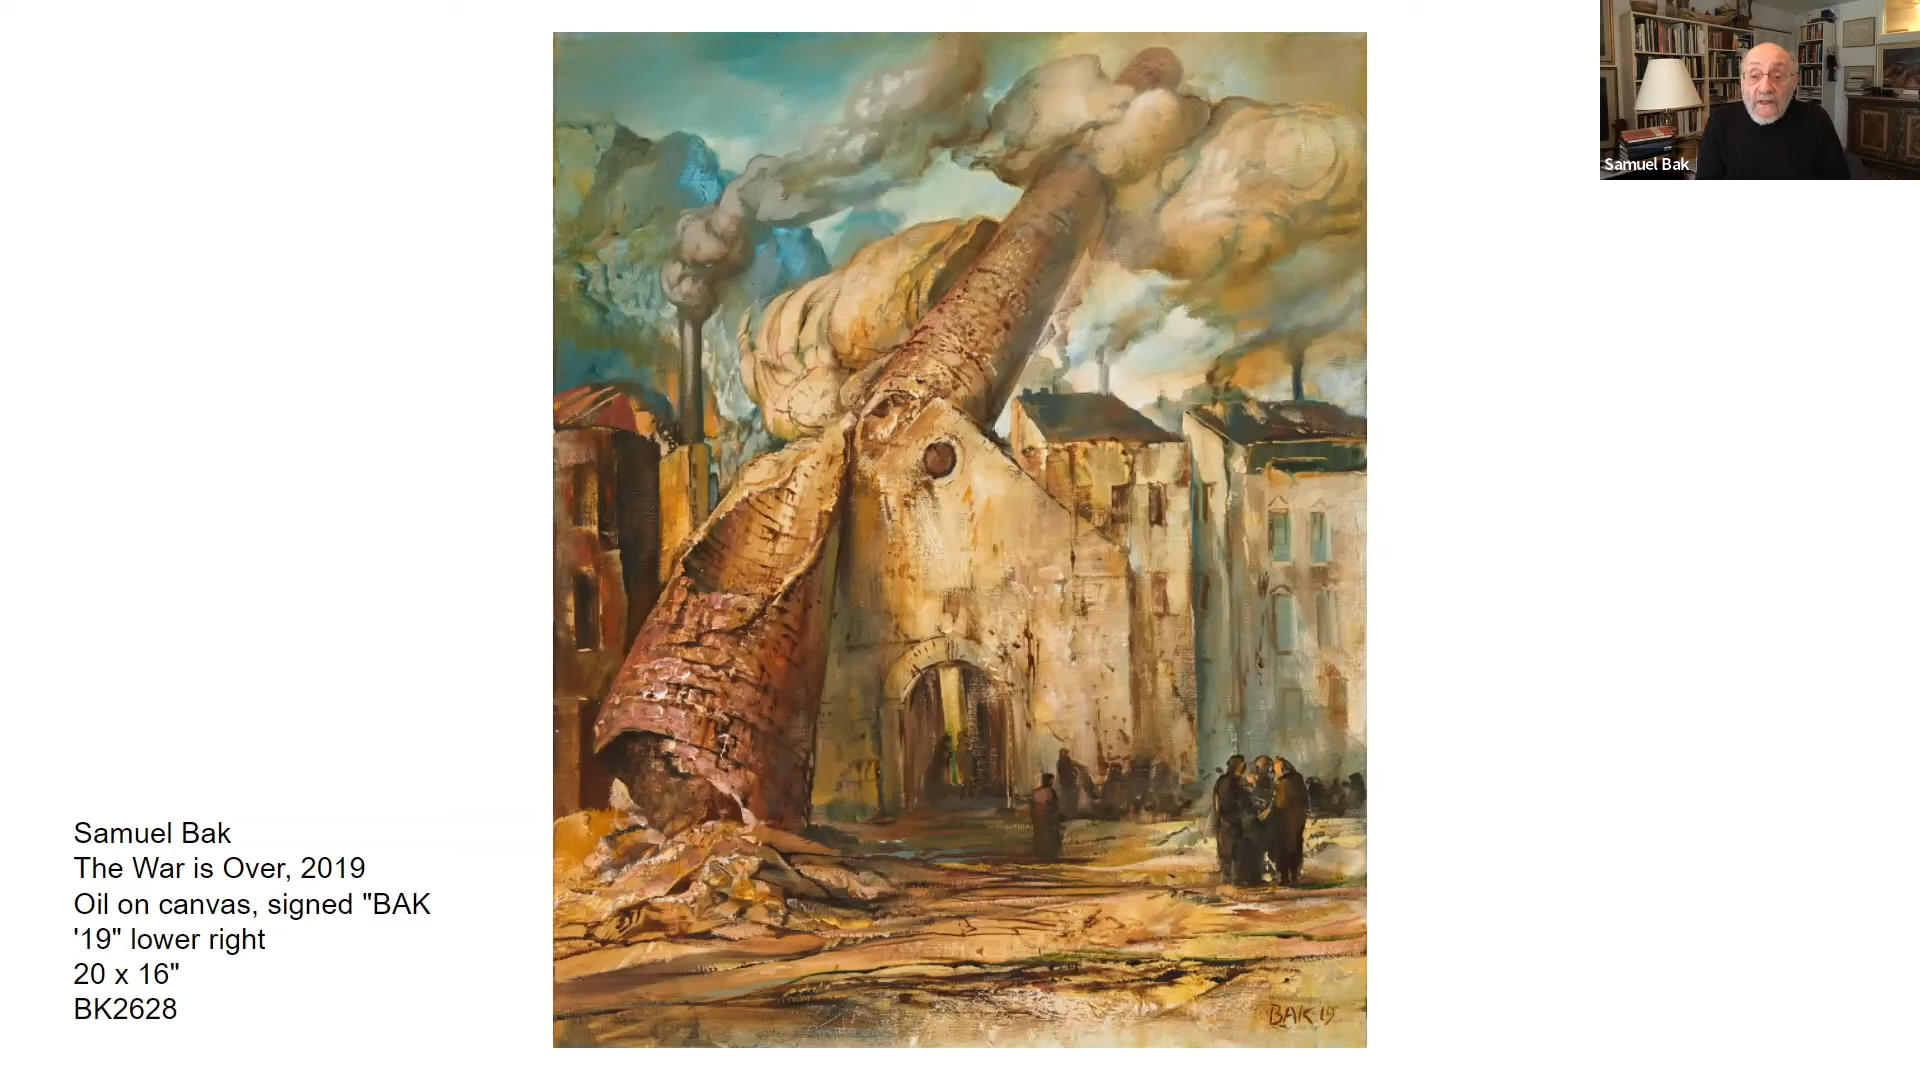 Samuel Bak
Samuel Bak
The War is Over, 2019
Oil on canvas, signed "BAK
'19" lower right
20 x 16"
BK2628
BAK 19